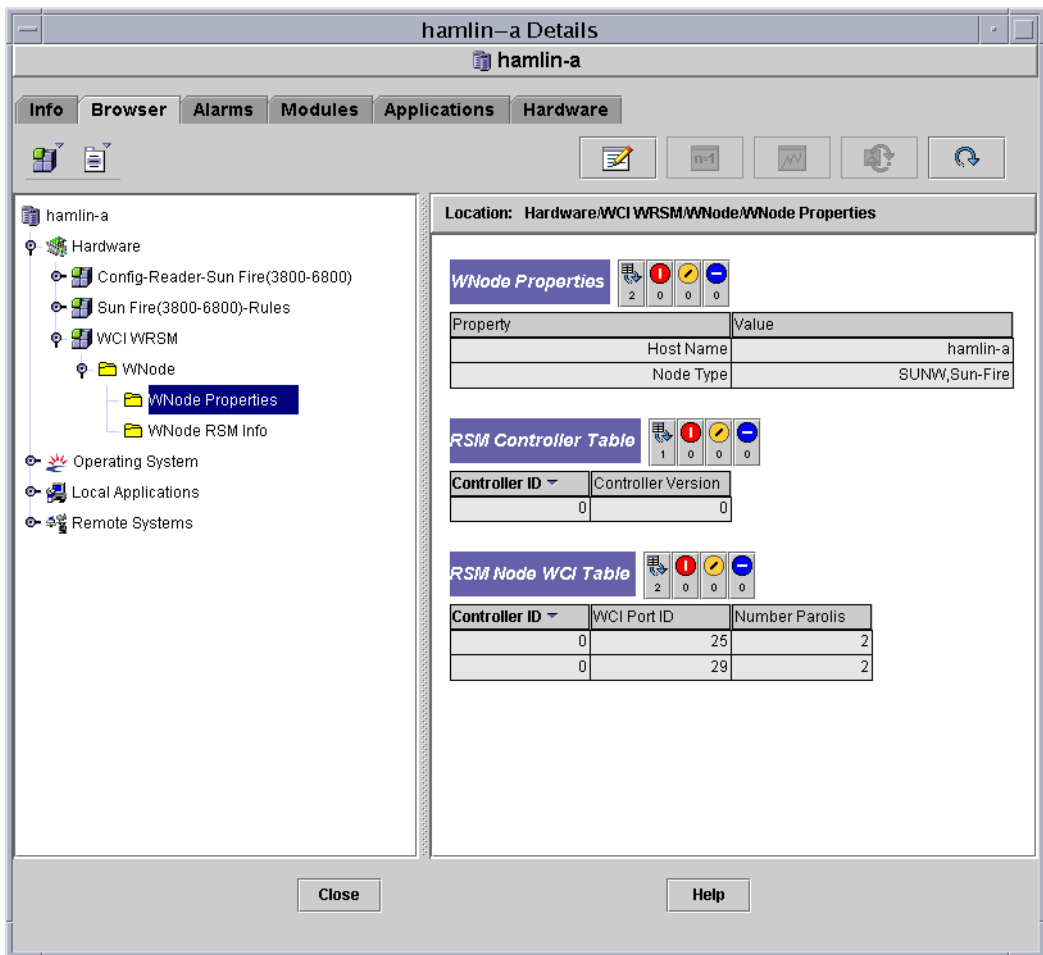 hamlin–a Details
hamlin-a
Info Browser Alarms Modules Applications Hardware
n=1
hamlin-a
Hardware
Config-Reader-Sun Fire(3800-6800)
Sun Fire(3800-6800)-Rules
WCI WRSM
WNode
WNode Properties
WNode RSM Info
Operating System
Local Applications
Remote Systems
Location: Hardware/WCI WRSM/WNode/WNode Properties
WNode Properties 2 0 0 0
Property Value
Host Name hamlin-a
Node Type SUNW,Sun-Fire
RSM Controller Table 1 0 0 0
Controller ID Controller Version
0 0
RSM Node WCI Table 2 0 0 0
Controller ID WCI Port ID Number Parolis
0 25 2
0 29 2
Close Help